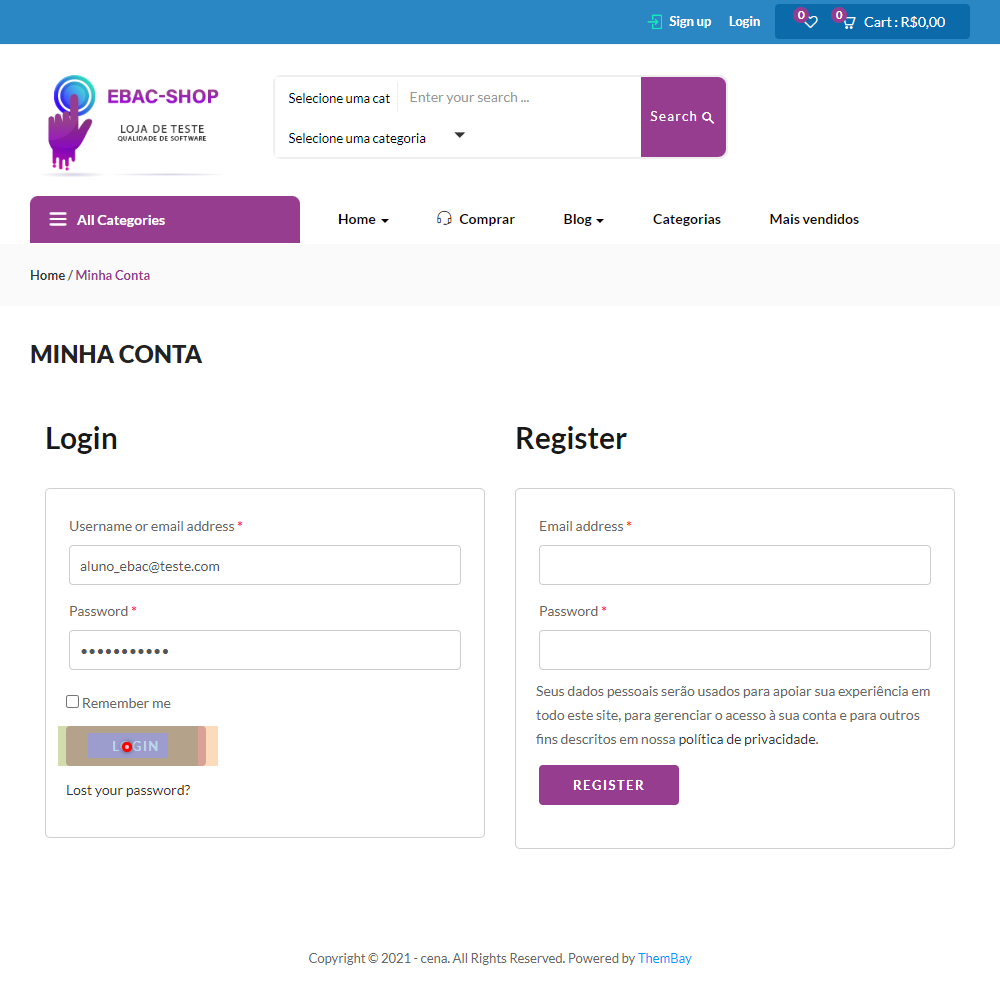 Sign up Login 0 0 Cart : R$0,00
EBAC-SHOP
LOJA DE TESTE
QUALIDADE DE SOFTWARE
Selecione uma cat Enter your search ...
Selecione uma categoria
Search
All Categories Home Comprar Blog Categorias Mais vendidos
Home / Minha Conta
MINHA CONTA
Login
Username or email address *
aluno_ebac@teste.com
Password *
•••••••••••
Remember me
LOGIN
Lost your password?
Register
Email address *
Password *
Seus dados pessoais serão usados para apoiar sua experiência em
todo este site, para gerenciar o acesso à sua conta e para outros
fins descritos em nossa política de privacidade.
REGISTER
Copyright © 2021 - cena. All Rights Reserved. Powered by ThemBay